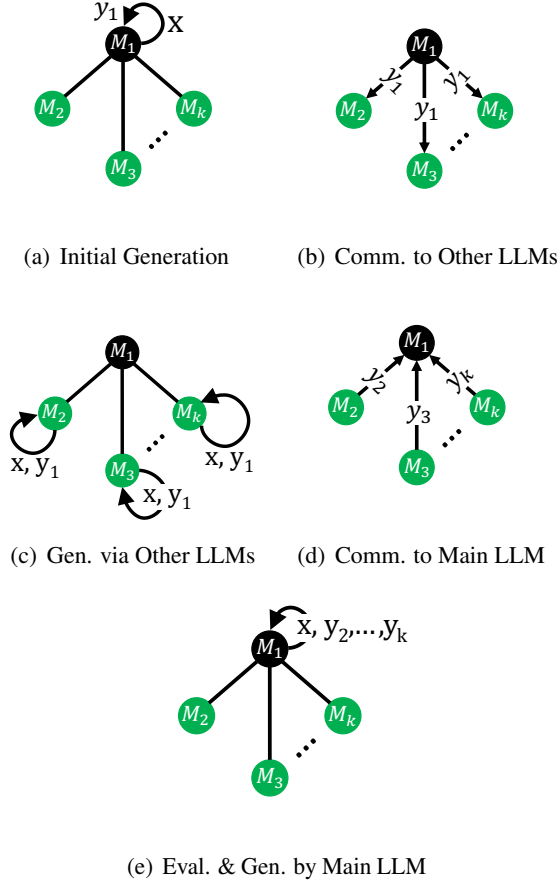 y₁
x
M₁
M₂
Mₖ
M₃
(a) Initial Generation
M₁
y₁
y₁
y₁
M₂
Mₖ
M₃
(b) Comm. to Other LLMs
M₁
M₂
Mₖ
x, y₁
x, y₁
M₃
x, y₁
(c) Gen. via Other LLMs
M₁
y₂
yₖ
M₂
y₃
Mₖ
M₃
(d) Comm. to Main LLM
x, y₂,...,yₖ
M₁
M₂
Mₖ
M₃
(e) Eval. & Gen. by Main LLM